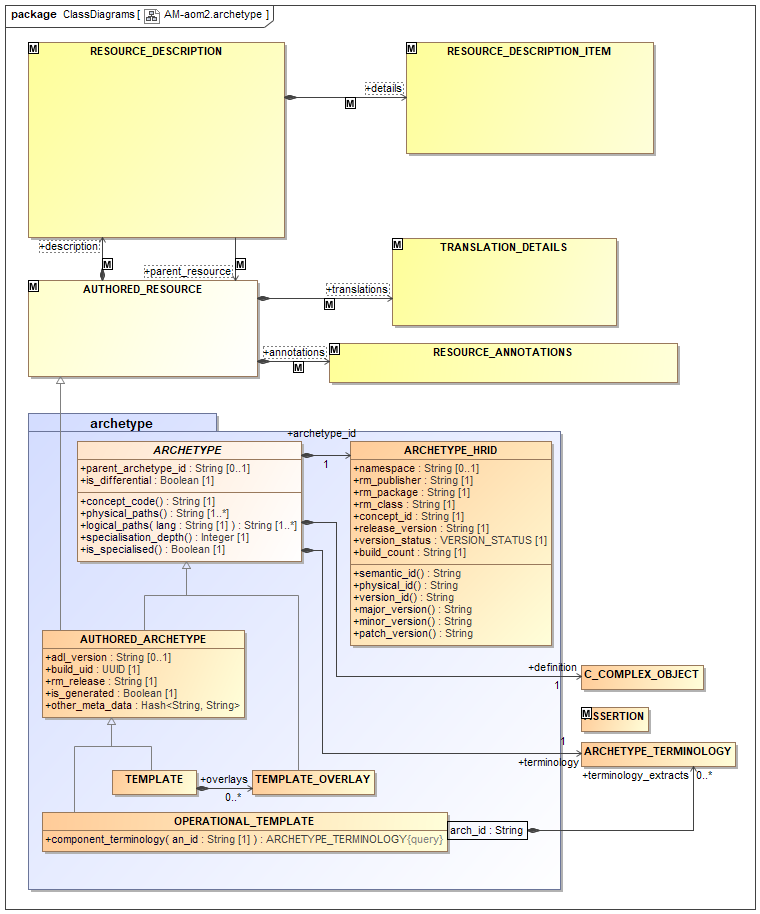 package ClassDiagrams [ AM-aom2.archetype ]
M
RESOURCE_DESCRIPTION
M
RESOURCE_DESCRIPTION_ITEM
+details
M
+description
M
M
+parent_resource
M
TRANSLATION_DETAILS
M
AUTHORED_RESOURCE
+translations
M
+annotations
M
M
RESOURCE_ANNOTATIONS
archetype
ARCHETYPE
+parent_archetype_id : String [0..1]
+is_differential : Boolean [1]
+concept_code() : String [1]
+physical_paths() : String [1..*]
+logical_paths( lang : String [1] ) : String [1..*]
+specialisation_depth() : Integer [1]
+is_specialised() : Boolean [1]
+archetype_id
1
ARCHETYPE_HRID
+namespace : String [0..1]
+rm_publisher : String [1]
+rm_package : String [1]
+rm_class : String [1]
+concept_id : String [1]
+release_version : String [1]
+version_status : VERSION_STATUS [1]
+build_count : String [1]
+semantic_id() : String
+physical_id() : String
+version_id() : String
+major_version() : String
+minor_version() : String
+patch_version() : String
AUTHORED_ARCHETYPE
+adl_version : String [0..1]
+build_uid : UUID [1]
+rm_release : String [1]
+is_generated : Boolean [1]
+other_meta_data : Hash<String, String>
+definition
1
C_COMPLEX_OBJECT
M
SSERTION
1
+terminology
ARCHETYPE_TERMINOLOGY
+terminology_extracts 0..*
TEMPLATE
+overlays
0..*
TEMPLATE_OVERLAY
OPERATIONAL_TEMPLATE
+component_terminology( an_id : String [1] ) : ARCHETYPE_TERMINOLOGY{query}
arch_id : String